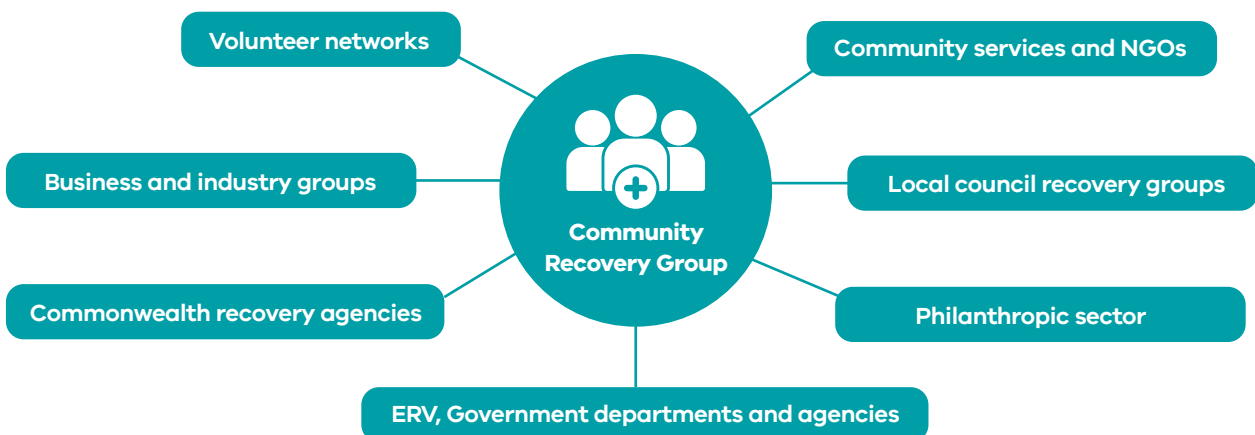 Volunteer networks
Community services and NGOs
Business and industry groups
Community
Recovery Group
Local council recovery groups
Commonwealth recovery agencies
Philanthropic sector
ERV, Government departments and agencies